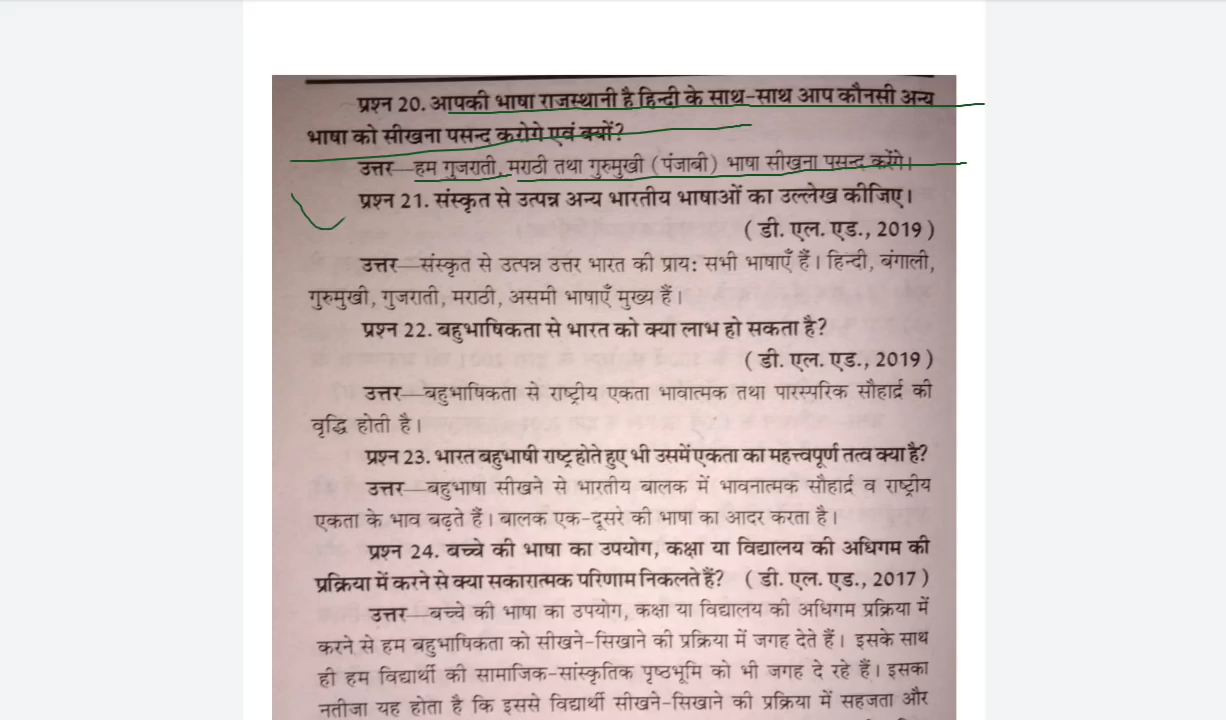 प्रश्न 20. आपकी भाषा राजस्थानी है हिन्दी के साथ-साथ आप कौनसी अन्य
भाषा को सीखना पसन्द करोगे एवं क्यों?
उत्तर—हम गुजराती, मराठी तथा गुरुमुखी (पंजाबी) भाषा सीखना पसन्द करेंगे।
प्रश्न 21. संस्कृत से उत्पन्न अन्य भारतीय भाषाओं का उल्लेख कीजिए।
( डी. एल. एड., 2019 )
उत्तर—संस्कृत से उत्पन्न उत्तर भारत की प्राय: सभी भाषाएँ हैं। हिन्दी, बंगाली,
गुरुमुखी, गुजराती, मराठी, असमी भाषाएँ मुख्य हैं।
प्रश्न 22. बहुभाषिकता से भारत को क्या लाभ हो सकता है?
( डी. एल. एड., 2019 )
उत्तर—बहुभाषिकता से राष्ट्रीय एकता भावात्मक तथा पारस्परिक सौहार्द्र की
वृद्धि होती है।
प्रश्न 23. भारत बहुभाषी राष्ट्र होते हुए भी उसमें एकता का महत्त्वपूर्ण तत्व क्या है?
उत्तर—बहुभाषा सीखने से भारतीय बालक में भावनात्मक सौहार्द्र व राष्ट्रीय
एकता के भाव बढ़ते हैं। बालक एक-दूसरे की भाषा का आदर करता है।
प्रश्न 24. बच्चे की भाषा का उपयोग, कक्षा या विद्यालय की अधिगम की
प्रक्रिया में करने से क्या सकारात्मक परिणाम निकलते हैं? ( डी. एल. एड., 2017 )
उत्तर—बच्चे की भाषा का उपयोग, कक्षा या विद्यालय की अधिगम प्रक्रिया में
करने से हम बहुभाषिकता को सीखने-सिखाने की प्रक्रिया में जगह देते हैं। इसके साथ
ही हम विद्यार्थी की सामाजिक-सांस्कृतिक पृष्ठभूमि को भी जगह दे रहे हैं। इसका
नतीजा यह होता है कि इससे विद्यार्थी सीखने-सिखाने की प्रक्रिया में सहजता और